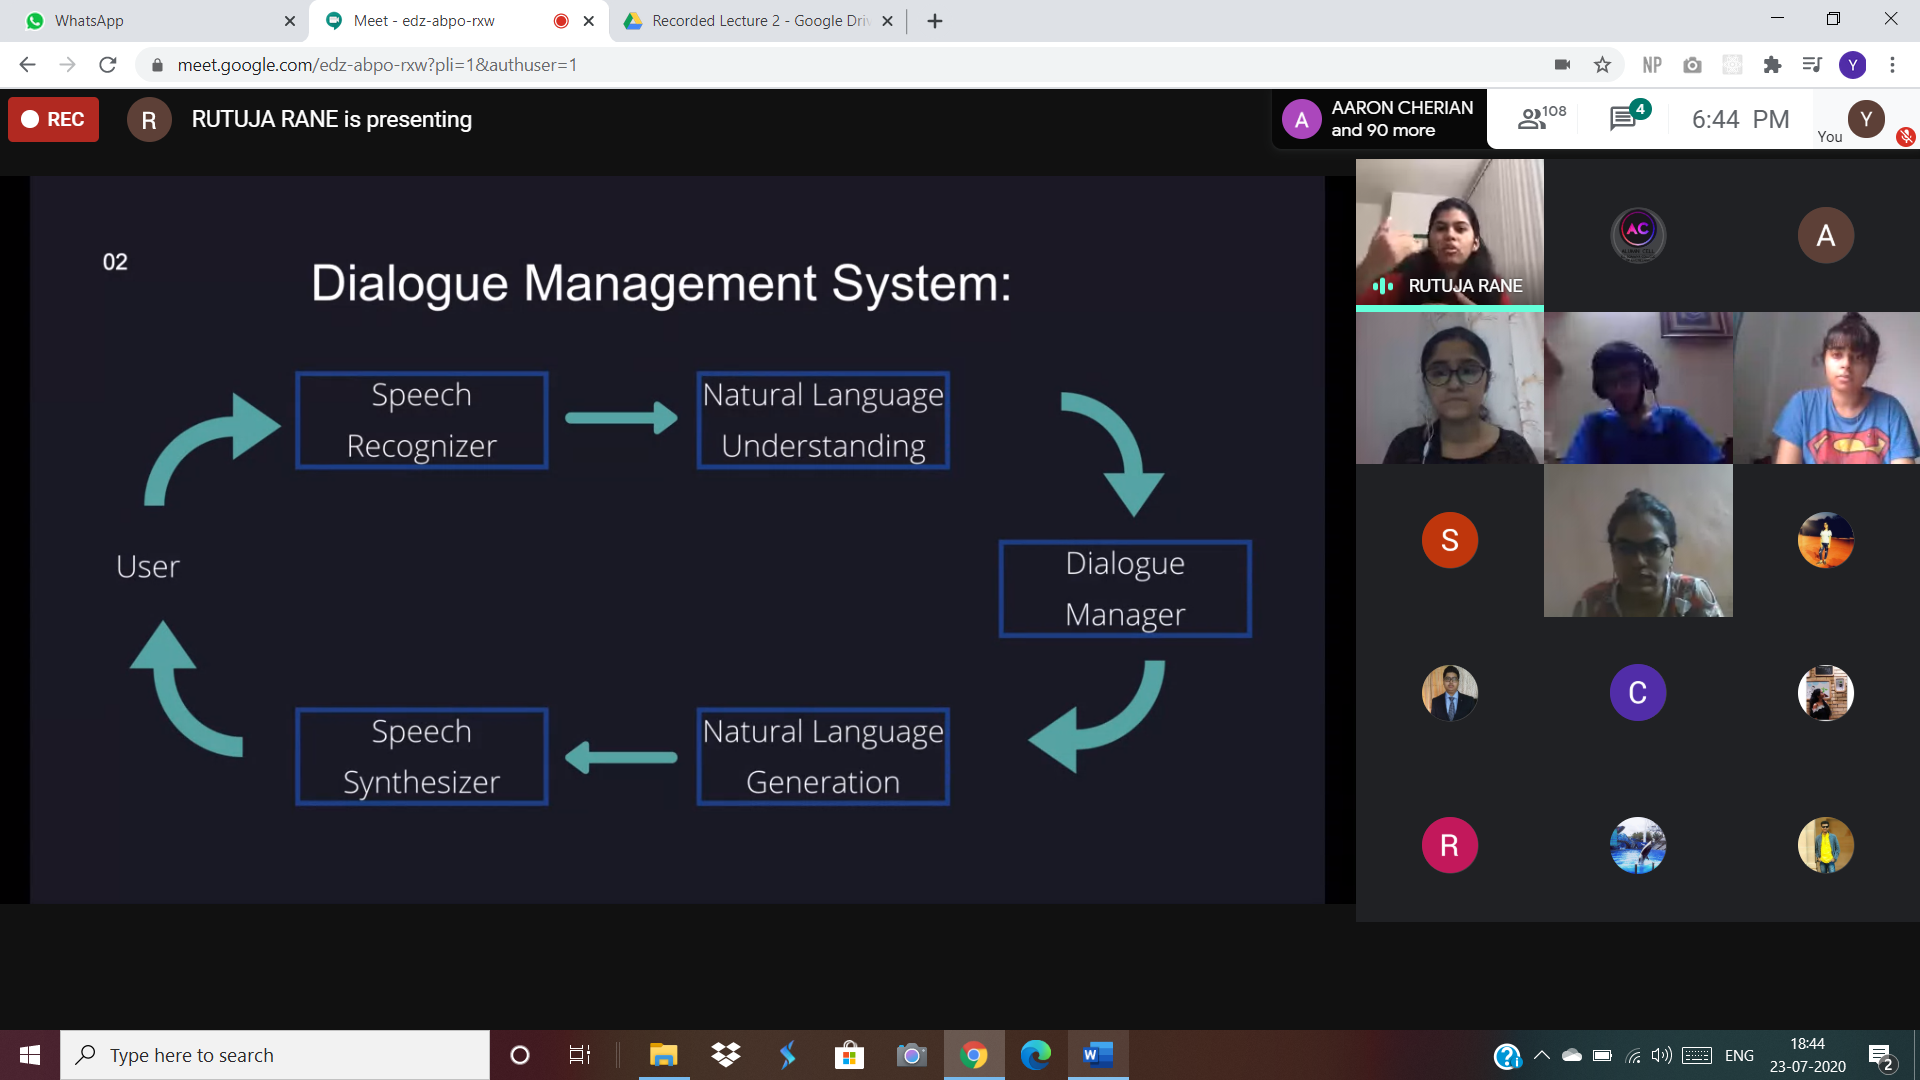 WhatsApp
Meet - edz-abpo-rxw
Recorded Lecture 2 - Google Driv
meet.google.com/edz-abpo-rxw?pli=1&authuser=1
NP
Y
REC
R
RUTUJA RANE is presenting
A
AARON CHERIAN
and 90 more
108
4
6:44 PM
You
Y
02
Dialogue Management System:
Speech
Recognizer
Natural Language
Understanding
User
Dialogue
Manager
Speech
Synthesizer
Natural Language
Generation
RUTUJA RANE
AC
A
S
C
R
Type here to search
ENG
18:44
23-07-2020
2